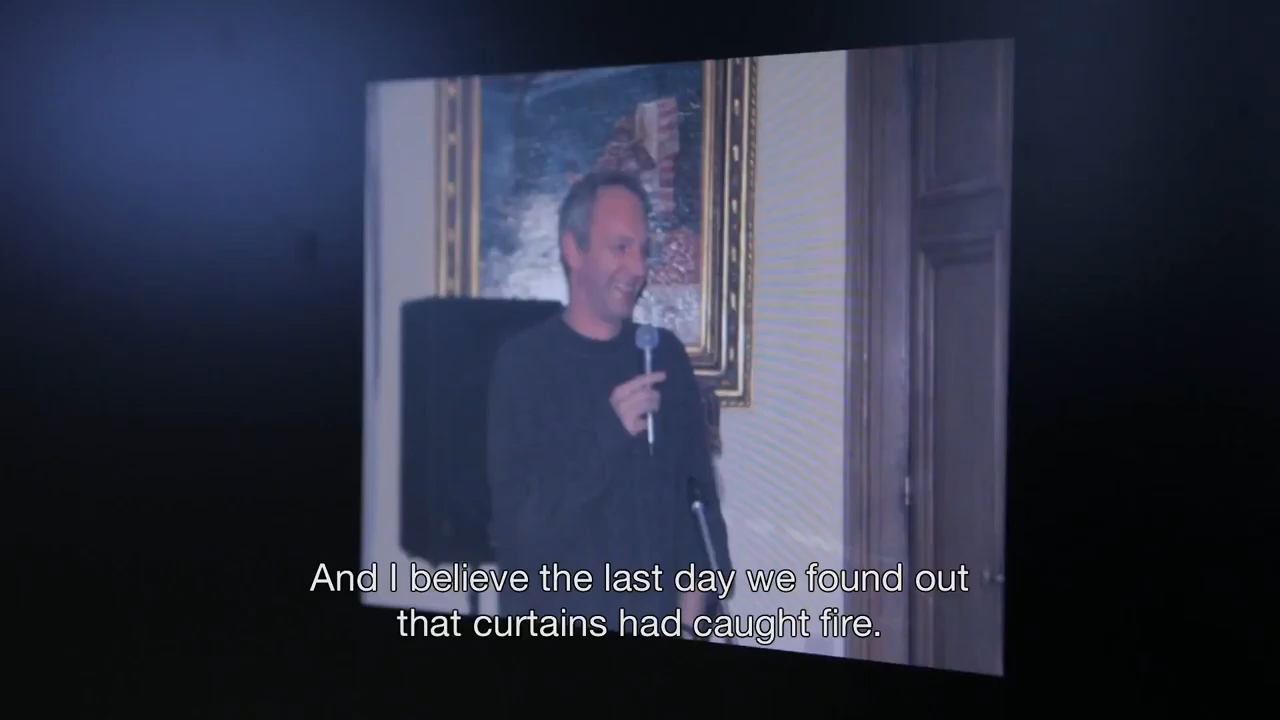 And I believe the last day we found out
that curtains had caught fire.